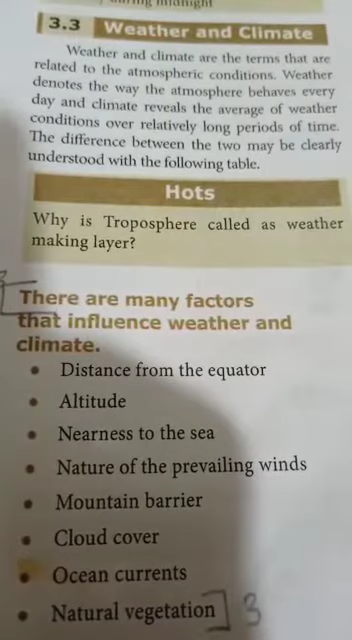 during midnight
3.3 Weather and Climate
Weather and climate are the terms that are
related to the atmospheric conditions. Weather
denotes the way the atmosphere behaves every
day and climate reveals the average of weather
conditions over relatively long periods of time.
The difference between the two may be clearly
understood with the following table.
Hots
Why is Troposphere called as weather
making layer?
There are many factors
that influence weather and
climate.
• Distance from the equator
• Altitude
• Nearness to the sea
• Nature of the prevailing winds
• Mountain barrier
• Cloud cover
• Ocean currents
• Natural vegetation ] 3